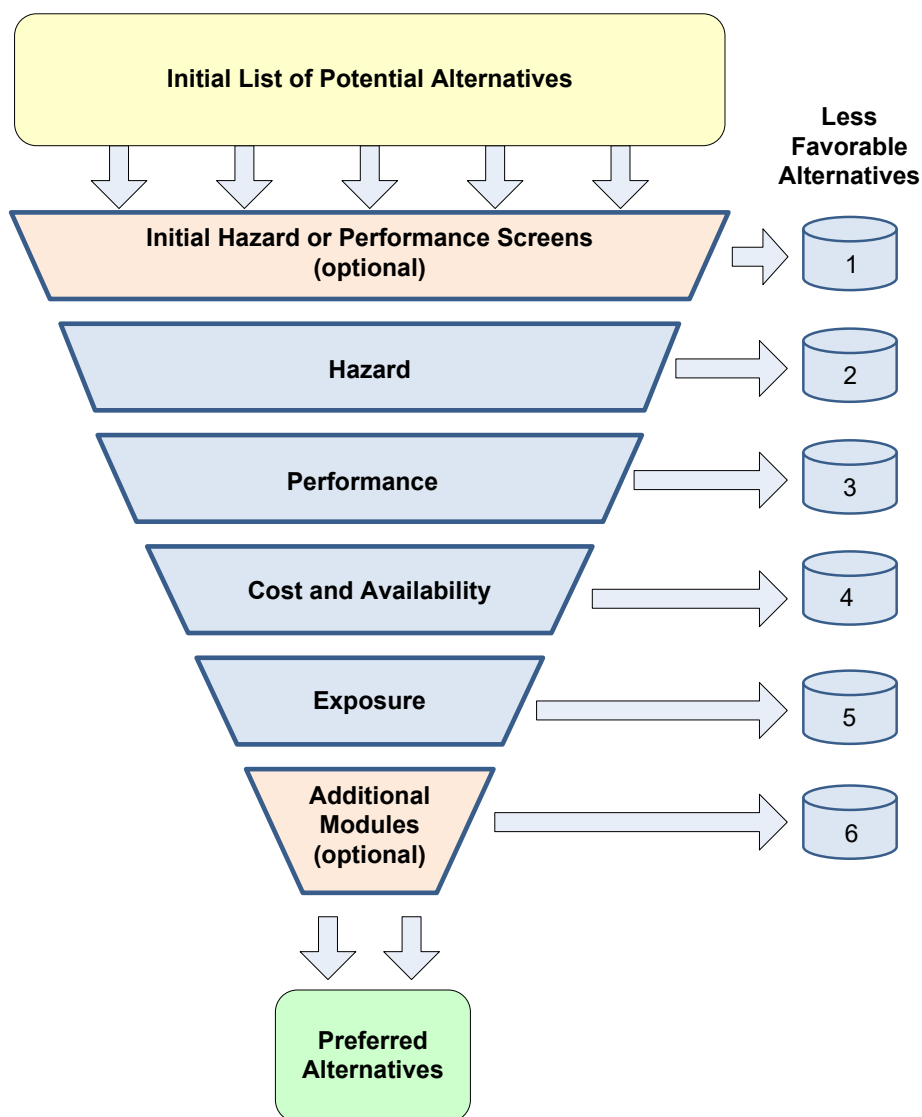 Initial List of Potential Alternatives
Less
Favorable
Alternatives
Initial Hazard or Performance Screens
(optional)
1
Hazard
2
Performance
3
Cost and Availability
4
Exposure
5
Additional
Modules
(optional)
6
Preferred
Alternatives